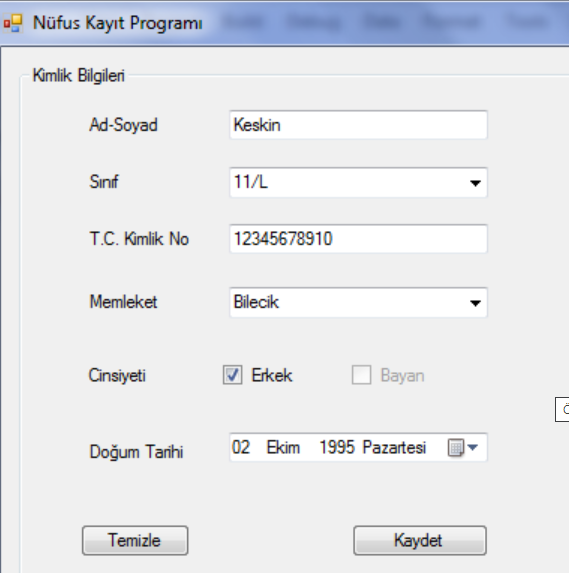 Nüfus Kayıt Programı
Kimlik Bilgileri
Ad-Soyad Keskin
Sınıf 11/L
T.C. Kimlik No 12345678910
Memleket Bilecik
Cinsiyeti Erkek Bayan
Doğum Tarihi 02 Ekim 1995 Pazartesi
Temizle Kaydet